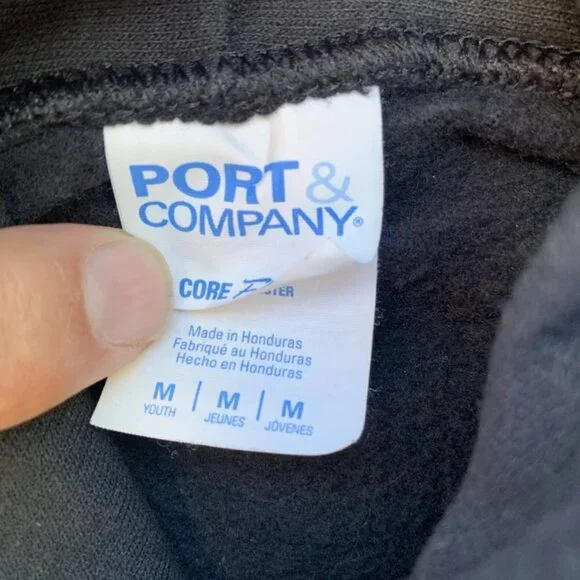 PORT &
COMPANY®
CORE
Made in Honduras
Fabriqué au Honduras
Hecho en Honduras
M | M | M
YOUTH JEUNES JÓVENES